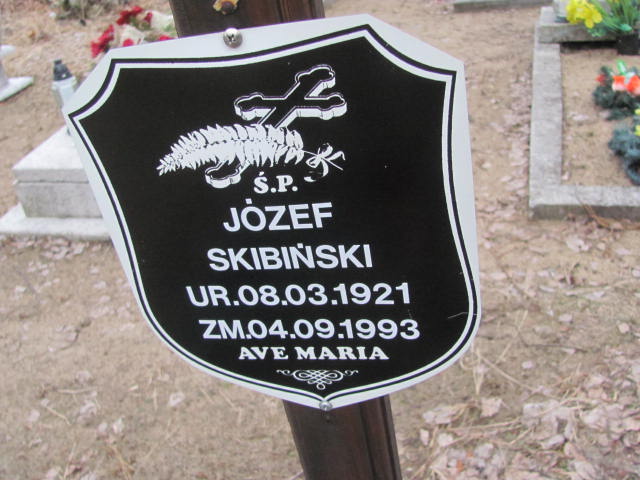 Ś.P.
JÓZEF
SKIBIŃSKI
UR.08.03.1921
ZM.04.09.1993
AVE MARIA